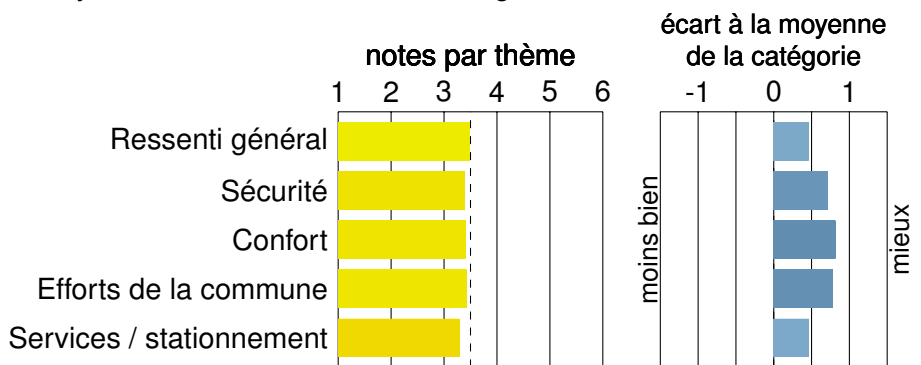 écart à la moyenne
notes par thème
de la catégorie
1 2 3 4 5 6
-1 0 1
Ressenti général
Sécurité
Confort
Efforts de la commune
Services / stationnement
moins bien
mieux